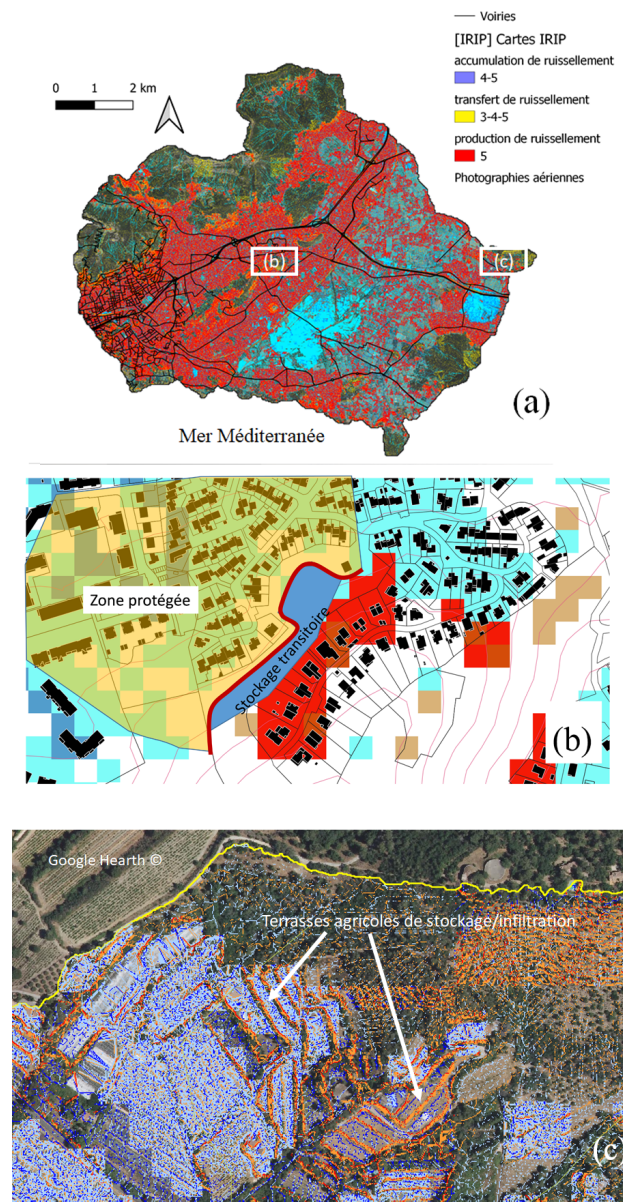 Voiries
[IRIP] Cartes IRIP
accumulation de ruissellement
4-5
transfert de ruissellement
3-4-5
production de ruissellement
5
Photographies aériennes
0 1 2 km
(b)
(c)
(a)
Mer Méditerranée
Zone protégée
Stockage transitoire
(b)
Google Hearth ©
Terrasses agricoles de stockage/infiltration
(c)